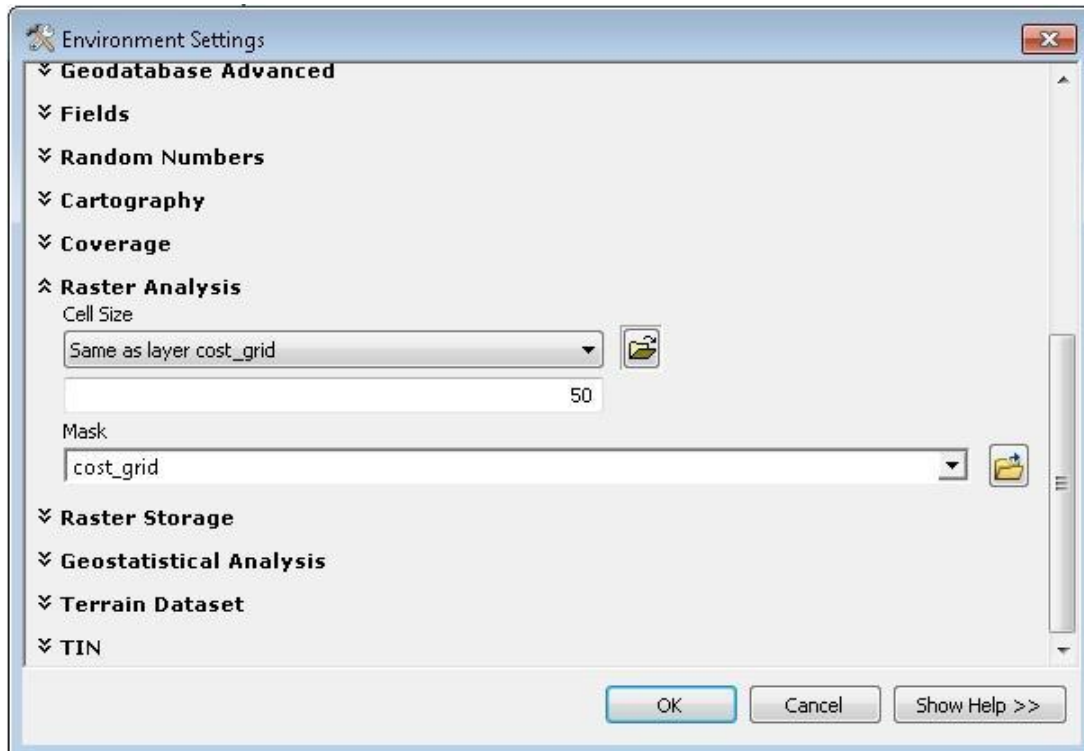 Environment Settings
Geodatabase Advanced
Fields
Random Numbers
Cartography
Coverage
Raster Analysis
Cell Size
Same as layer cost_grid
50
Mask
cost_grid
Raster Storage
Geostatistical Analysis
Terrain Dataset
TIN
OK Cancel Show Help >>